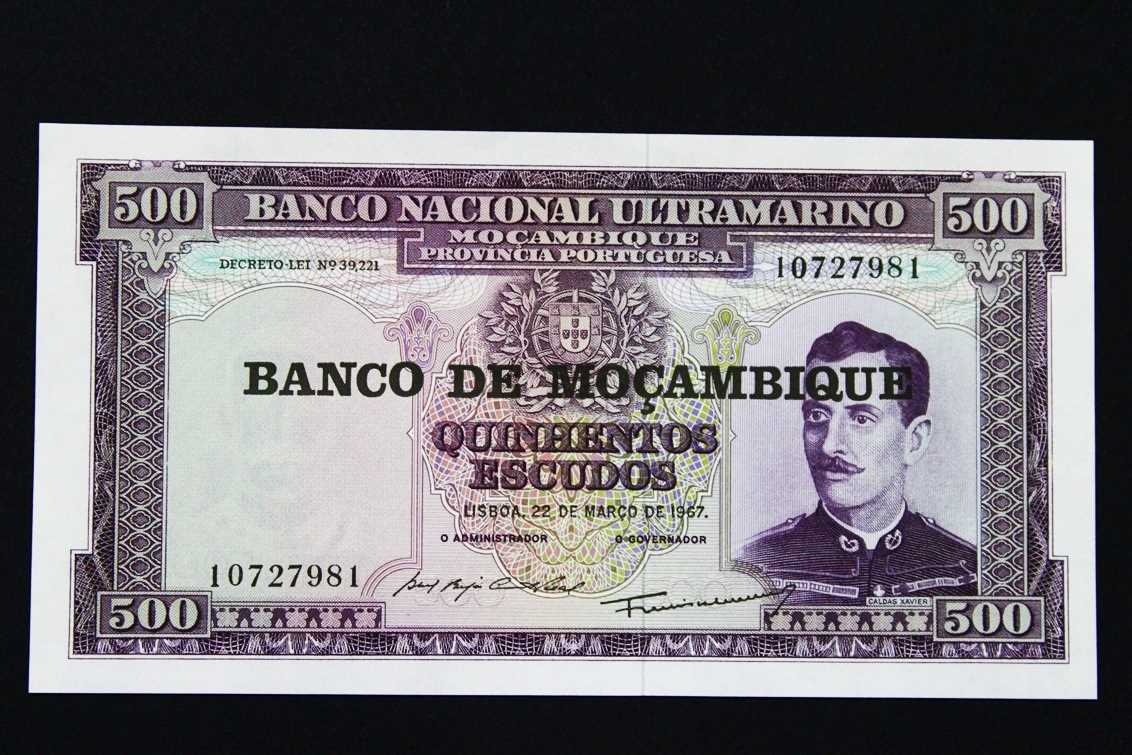 500 BANCO NACIONAL ULTRAMARINO 500
MOÇAMBIQUE
PROVINCIA PORTUGUESA
DECRETO-LEI Nº 39,221
10727981
BANCO DE MOÇAMBIQUE
QUINHENTOS
ESCUDOS
LISBOA, 22 DE MARÇO DE 1967.
O ADMINISTRADOR O GOVERNADOR
10727981
CALDAS XAVIER
500 500